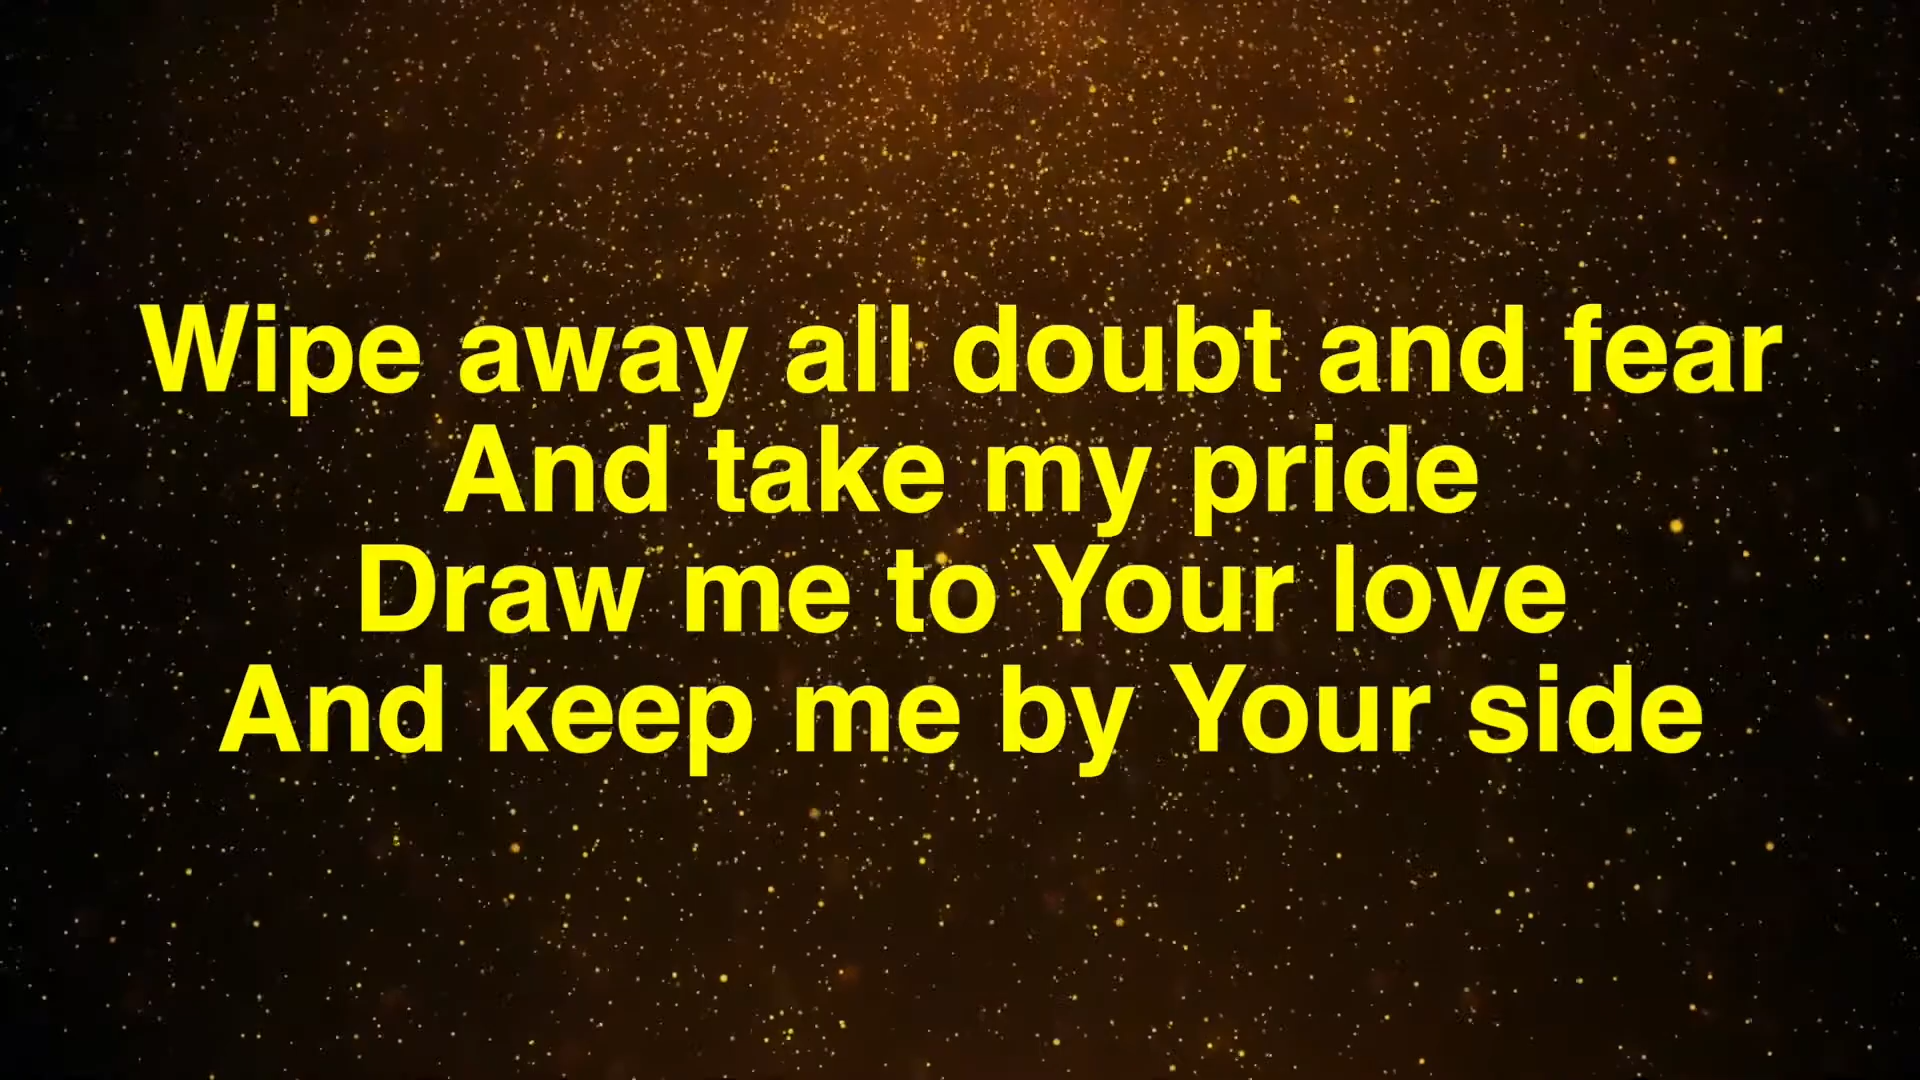 Wipe away all doubt and fear
And take my pride
Draw me to Your love
And keep me by Your side